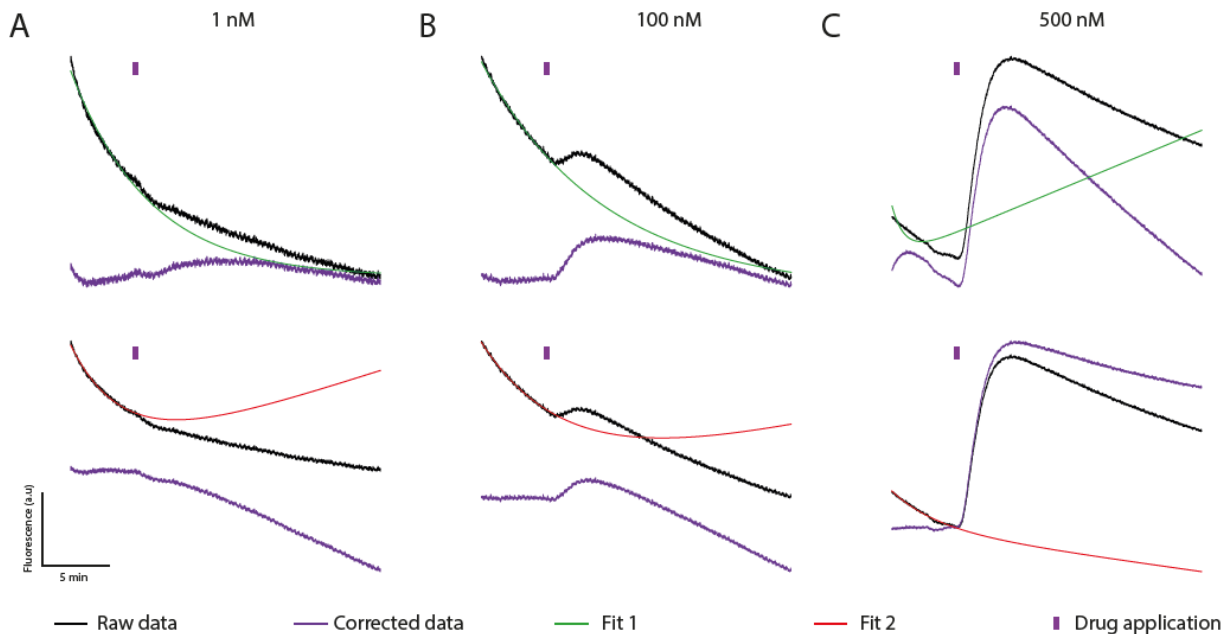 A 1 nM B 100 nM C 500 nM
Fluorescence (a.u)
5 min
Raw data Corrected data Fit 1 Fit 2 Drug application